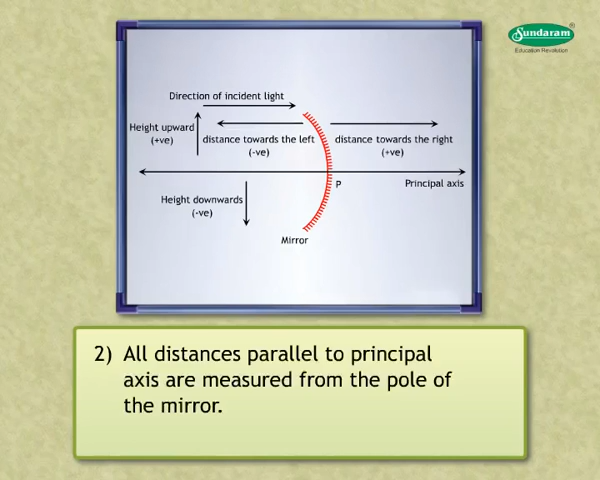 Sundaram®
Education Revolution
Direction of incident light
Height upward
(+ve)
distance towards the left
(-ve)
distance towards the right
(+ve)
P
Principal axis
Height downwards
(-ve)
Mirror
2) All distances parallel to principal
axis are measured from the pole of
the mirror.